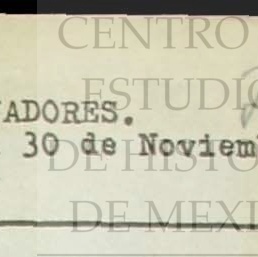 CENTRO
ESTUDIO
ADORES.
30 de Noviem
DE HISTO
DE MEXI